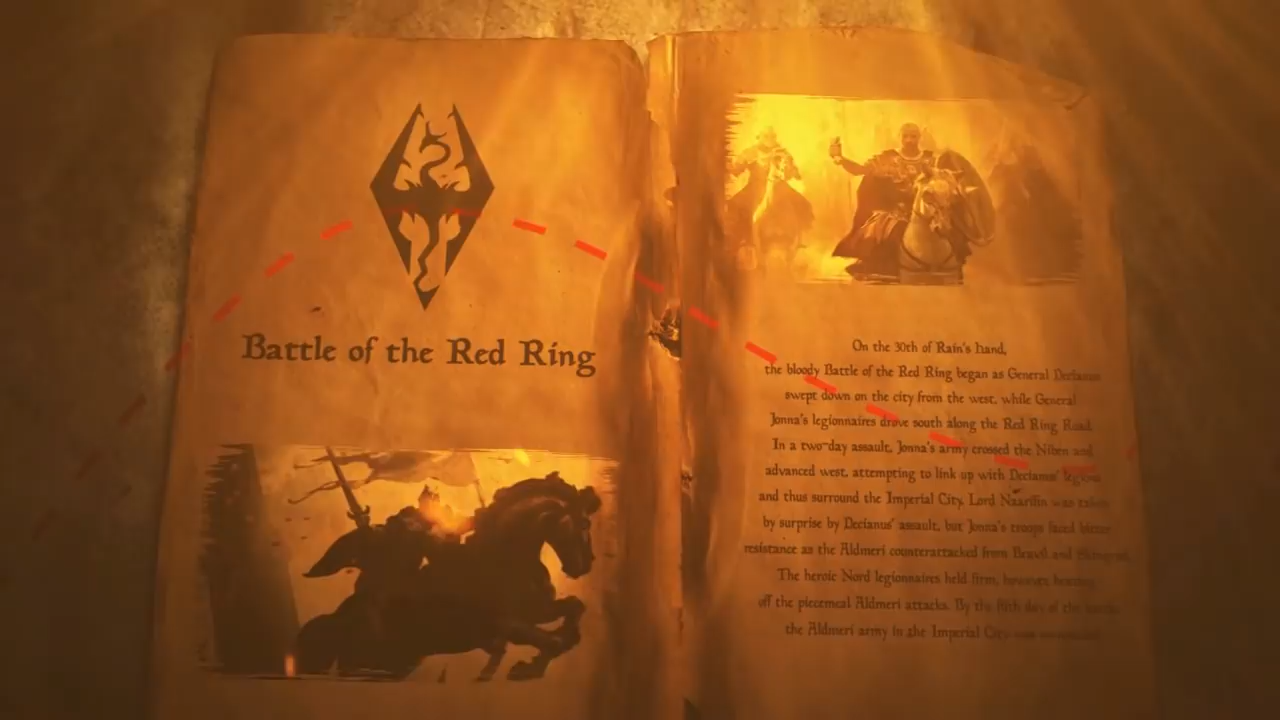 Battle of the Red Ring
On the 30th of Rain's hand,
the bloody Battle of the Red Ring began as General Decianus
swept down on the city from the west, while General
Jonna's legionnaires drove south along the Red Ring Road.
In a two-day assault, Jonna's army crossed the Niben and
advanced west, attempting to link up with Decianus' legions
and thus surround the Imperial City. Lord Naarifin was taken
by surprise by Decianus' assault, but Jonna's troops faced bitter
resistance as the Aldmeri counterattacked from Bravil and
The heroic Nord legionnaires held firm, however, beating
off the piecemeal Aldmeri attacks. By the fifth day of the battle
the Aldmeri army in the Imperial City was